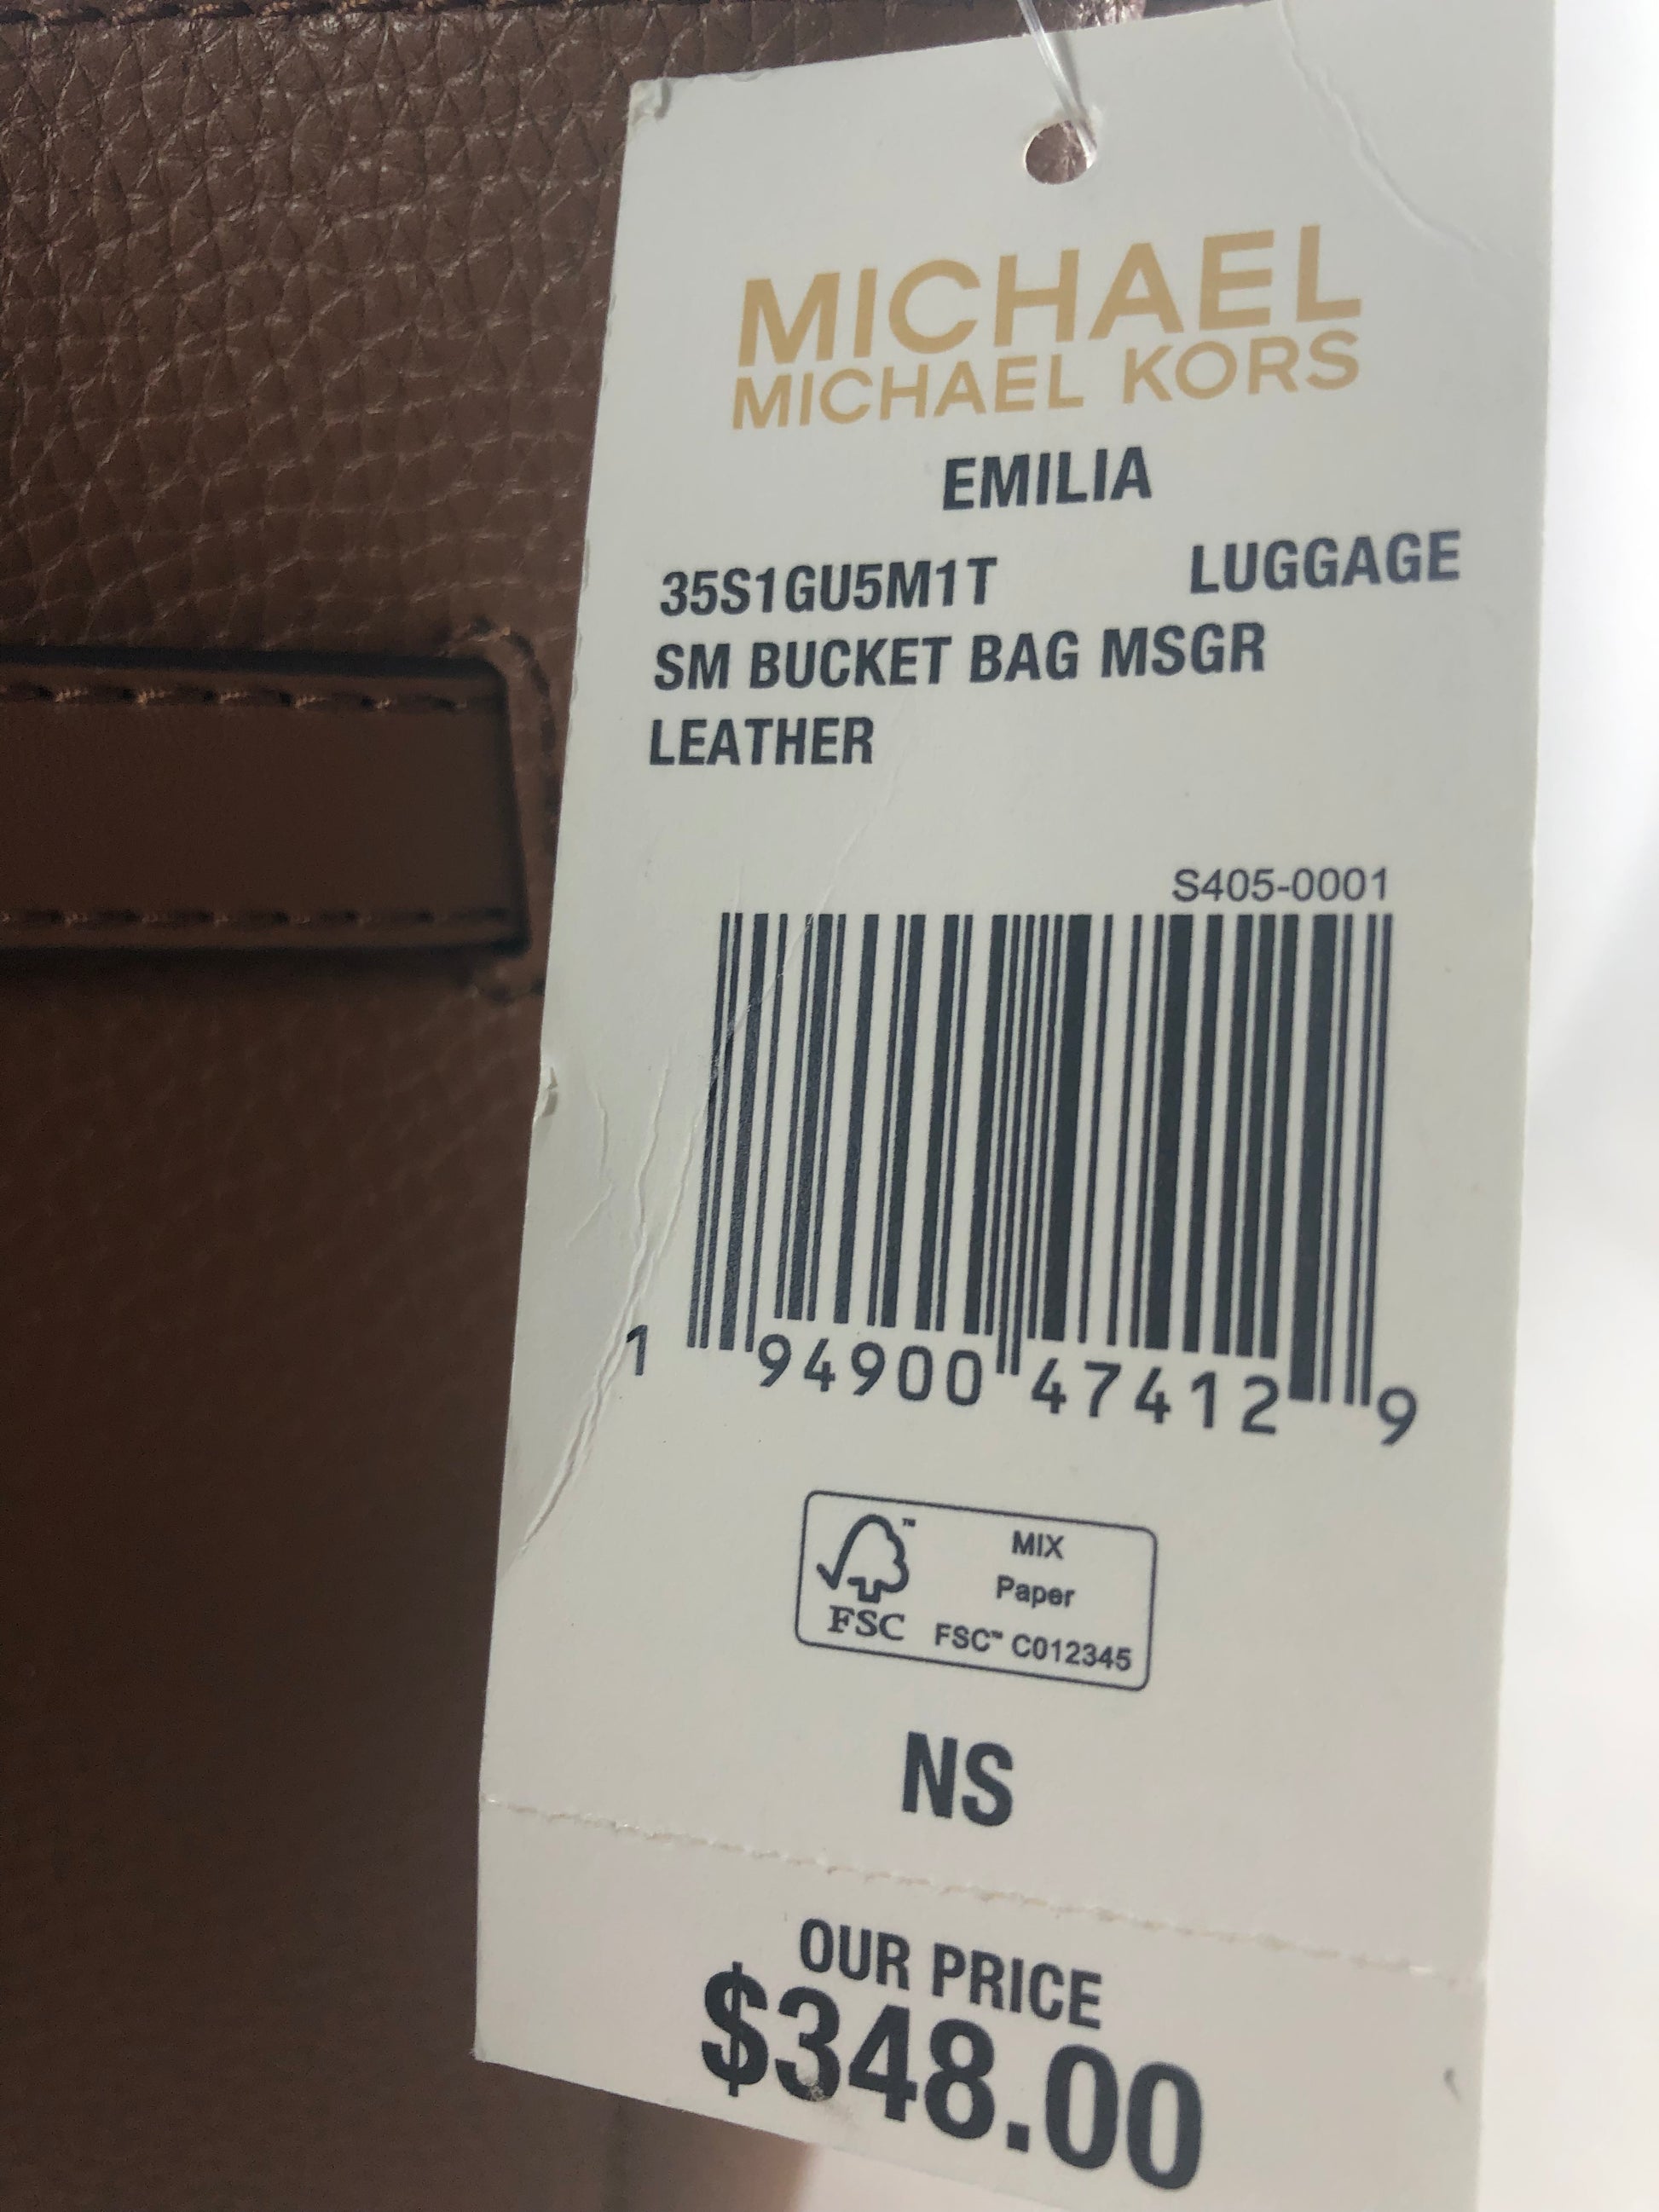 MICHAEL
MICHAEL KORS
EMILIA
35S1GU5M1T LUGGAGE
SM BUCKET BAG MSGR
LEATHER
S405-0001
1 94900 47412 9
MIX
Paper
FSC™ C012345
™
FSC
NS
OUR PRICE
$348.00